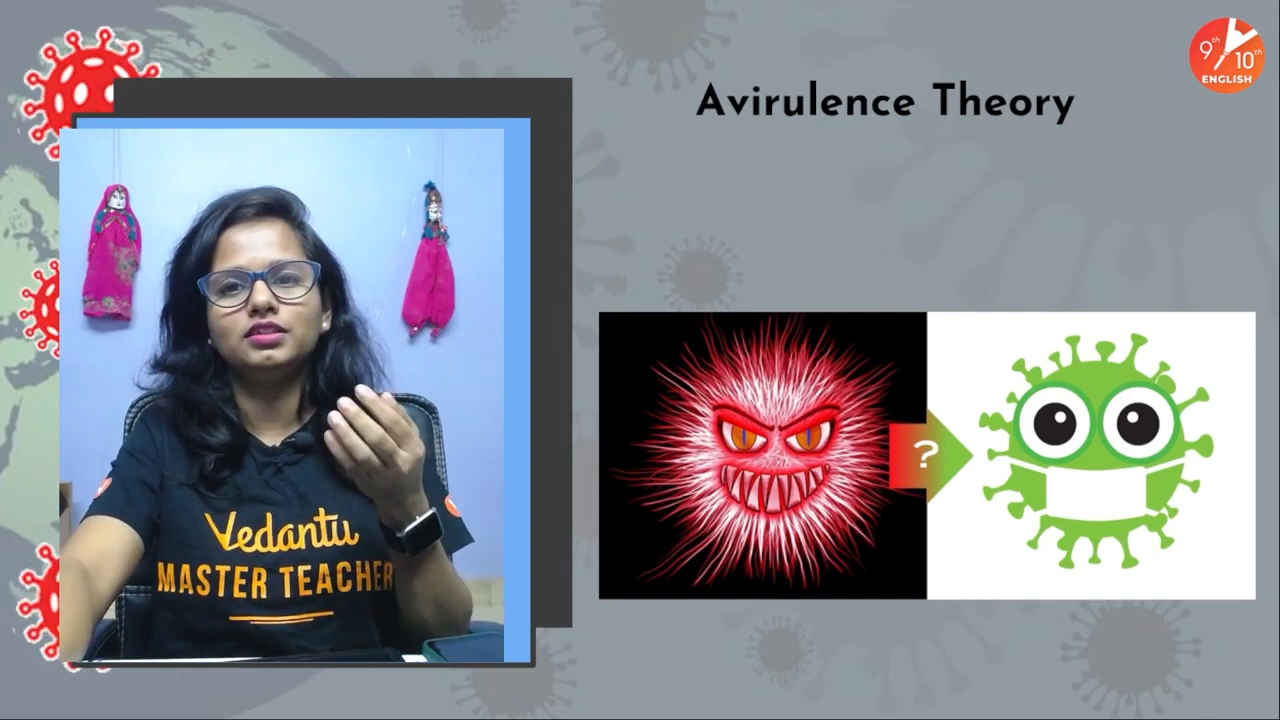 Avirulence Theory
9th
10th
ENGLISH
?
Vedantu
MASTER TEACHER